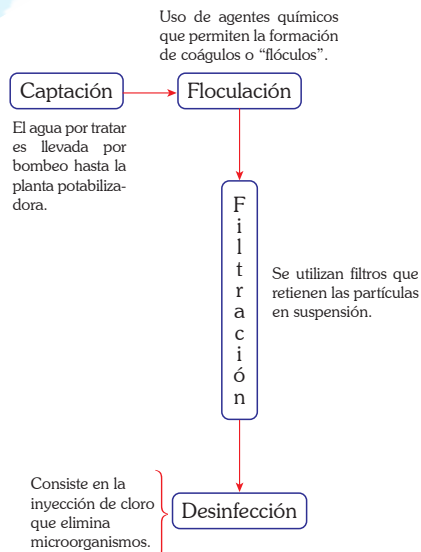 Uso de agentes químicos
que permiten la formación
de coágulos o “flóculos”.
Captación
Floculación
El agua por tratar
es llevada por
bombeo hasta la
planta potabiliza-
dora.
F
i
l
t
r
a
c
i
ó
n
Se utilizan filtros que
retienen las partículas
en suspensión.
Consiste en la
inyección de cloro
que elimina
microorganismos.
Desinfección